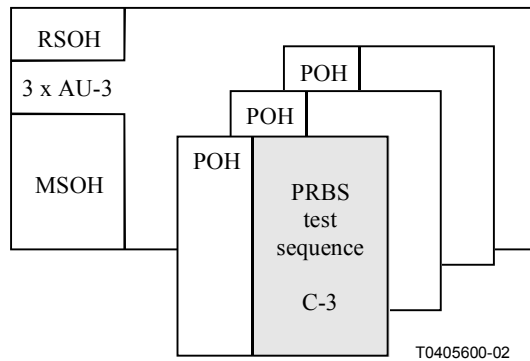 RSOH
3 x AU-3
MSOH
POH
POH
POH
PRBS
test
sequence
C-3
T0405600-02